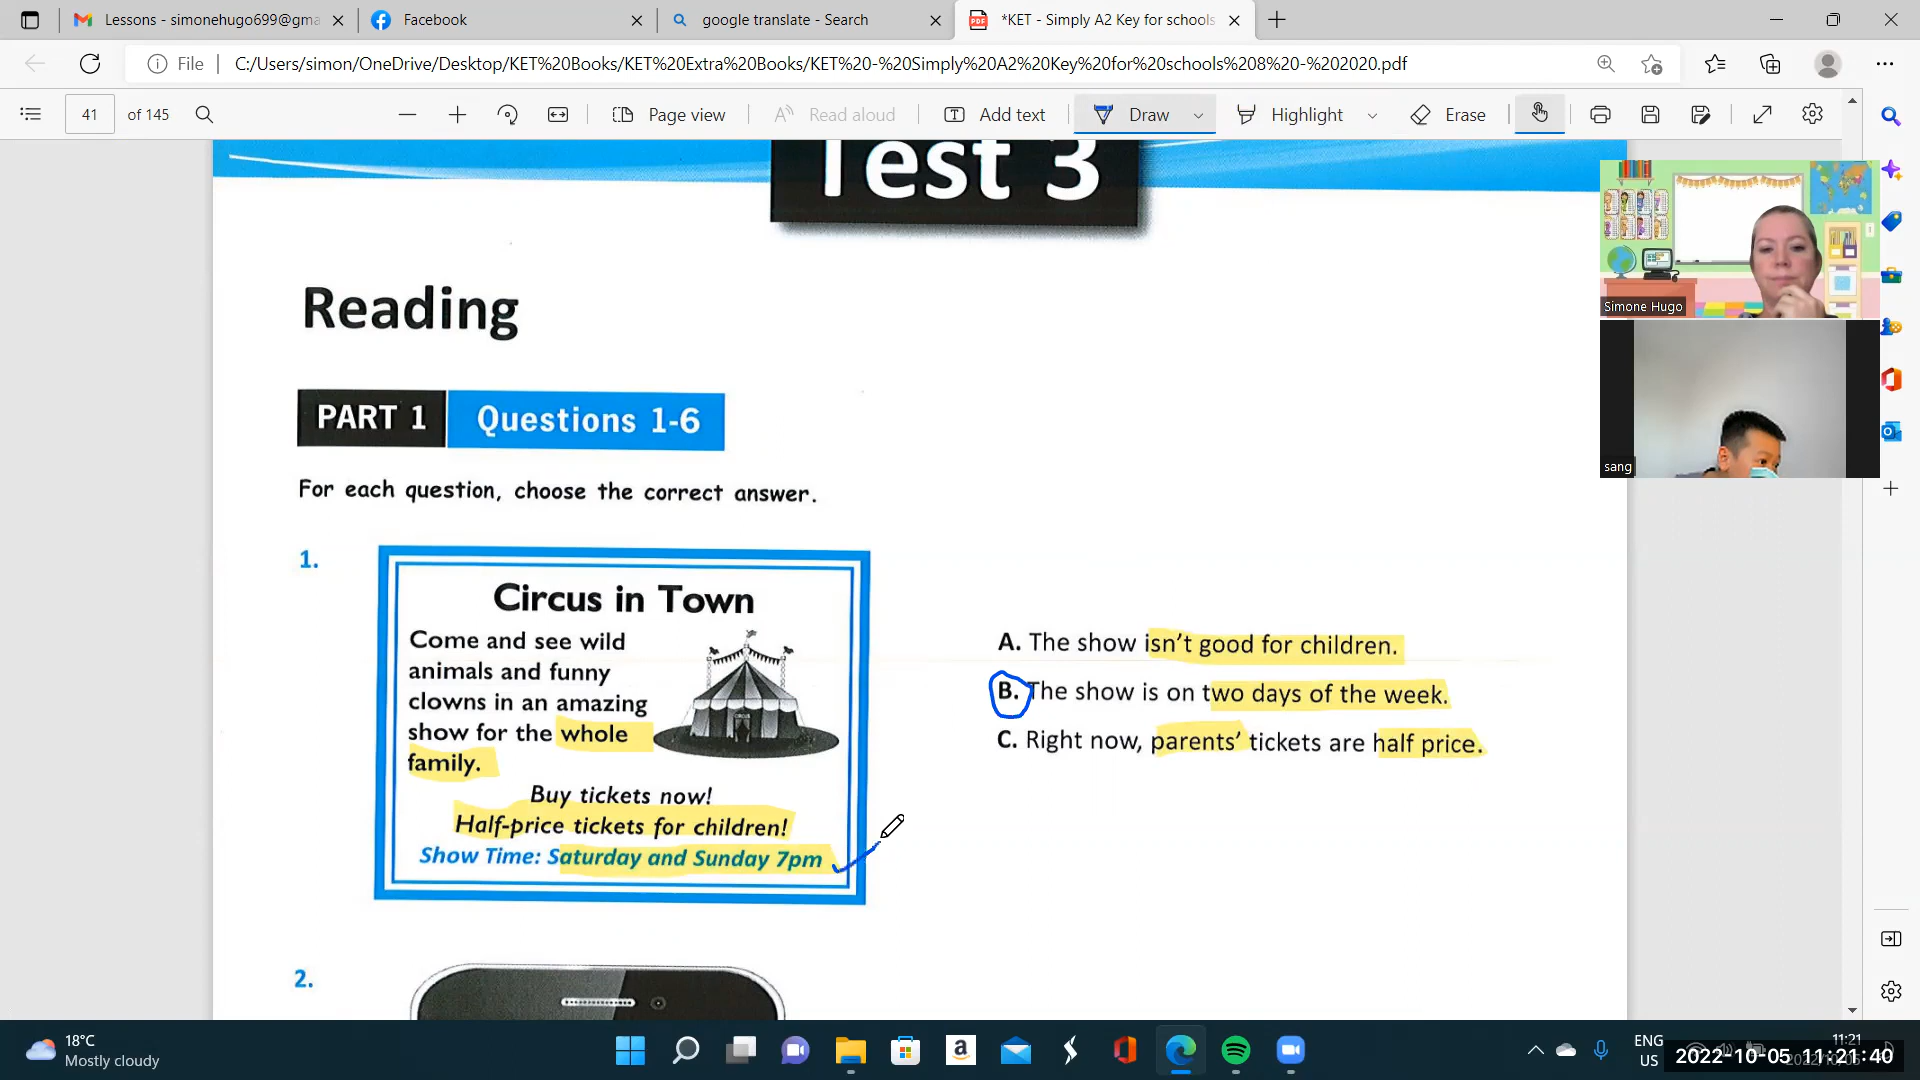 Lessons - simonehugo699@gma
Facebook
google translate - Search
*KET - Simply A2 Key for schools
File
C:/Users/simon/OneDrive/Desktop/KET%20Books/KET%20Extra%20Books/KET%20-%20Simply%20A2%20Key%20for%20schools%208%20-%202020.pdf
41 of 145
Page view
Read aloud
Add text
Draw
Highlight
Erase
Test 3
Reading
PART 1 Questions 1-6
For each question, choose the correct answer.
1.
Circus in Town
Come and see wild
animals and funny
clowns in an amazing
show for the whole
family.
CIRCUS
Buy tickets now!
Half-price tickets for children!
Show Time: Saturday and Sunday 7pm
A. The show isn't good for children.
B. The show is on two days of the week.
C. Right now, parents' tickets are half price.
2.
Simone Hugo
sang
18°C
Mostly cloudy
ENG
US
11:21
2022-10-05 11:21:40